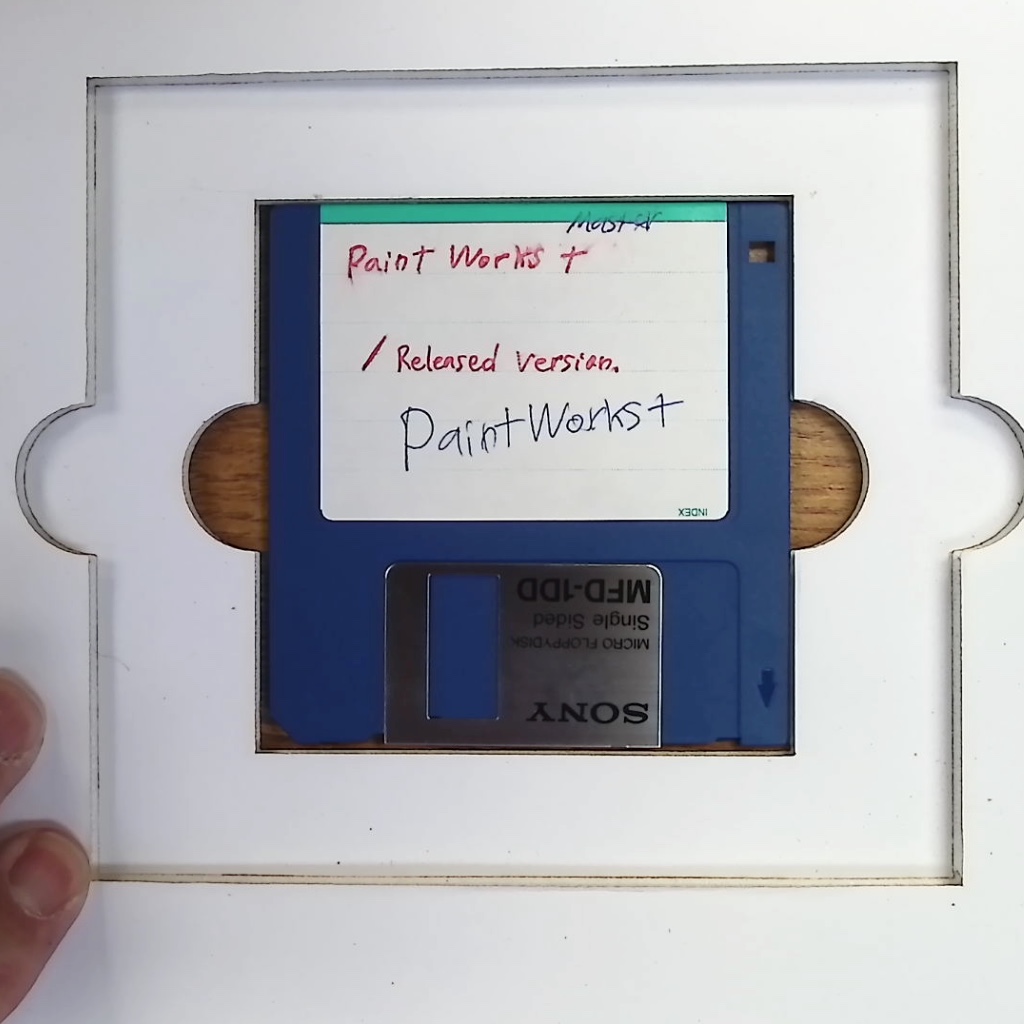 Master
Paint Works +
/ Released version.
PaintWorks+
INDEX
MFD-1DD
Single Sided
MICRO FLOPPYDISK
SONY